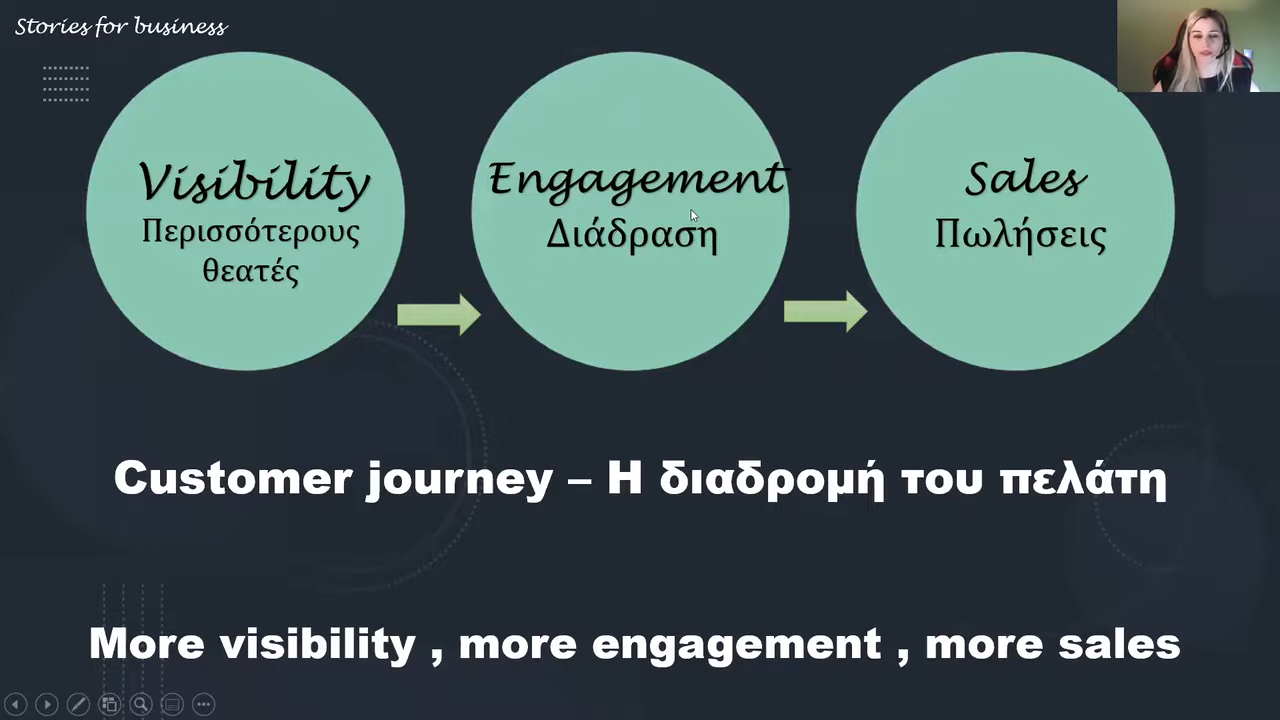 Stories for business
Visibility
Περισσότερους
θεατές
Engagement
Διάδραση
Sales
Πωλήσεις
Customer journey – Η διαδρομή του πελάτη
More visibility , more engagement , more sales